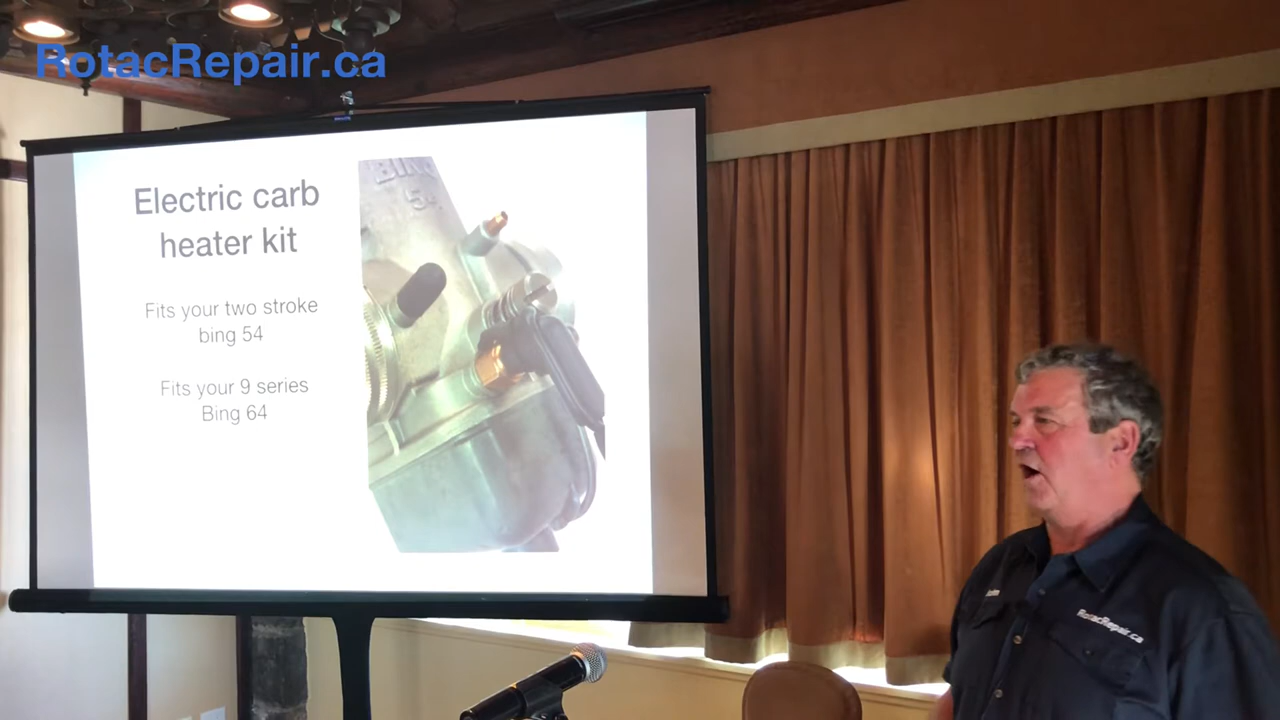 RotacRepair.ca
Electric carb
heater kit
Fits your two stroke
bing 54
Fits your 9 series
Bing 64
BING
RotacRepair.ca